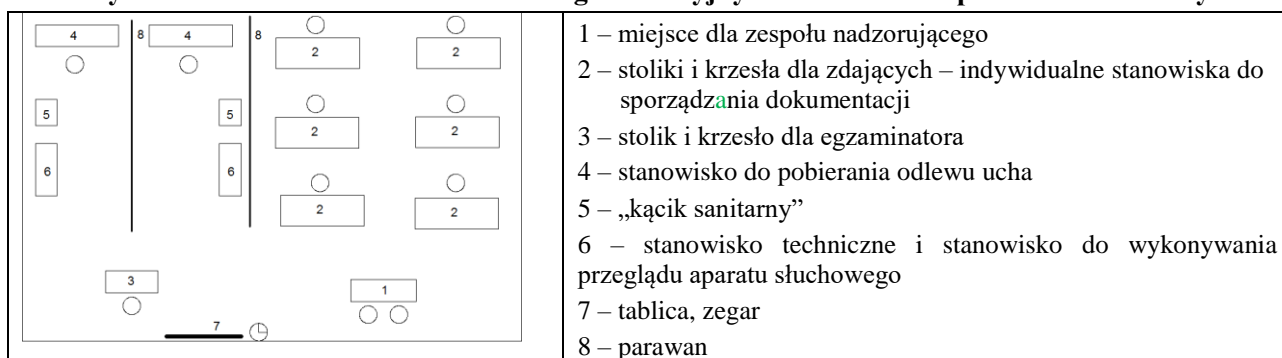 4 8 4 8 2 2
5 5 2 2
6 6 2 2
3 1
7
1 – miejsce dla zespołu nadzorującego
2 – stoliki i krzesła dla zdających – indywidualne stanowiska do
sporządzania dokumentacji
3 – stolik i krzesło dla egzaminatora
4 – stanowisko do pobierania odlewu ucha
5 – „kącik sanitarny”
6 – stanowisko techniczne i stanowisko do wykonywania
przeglądu aparatu słuchowego
7 – tablica, zegar
8 – parawan